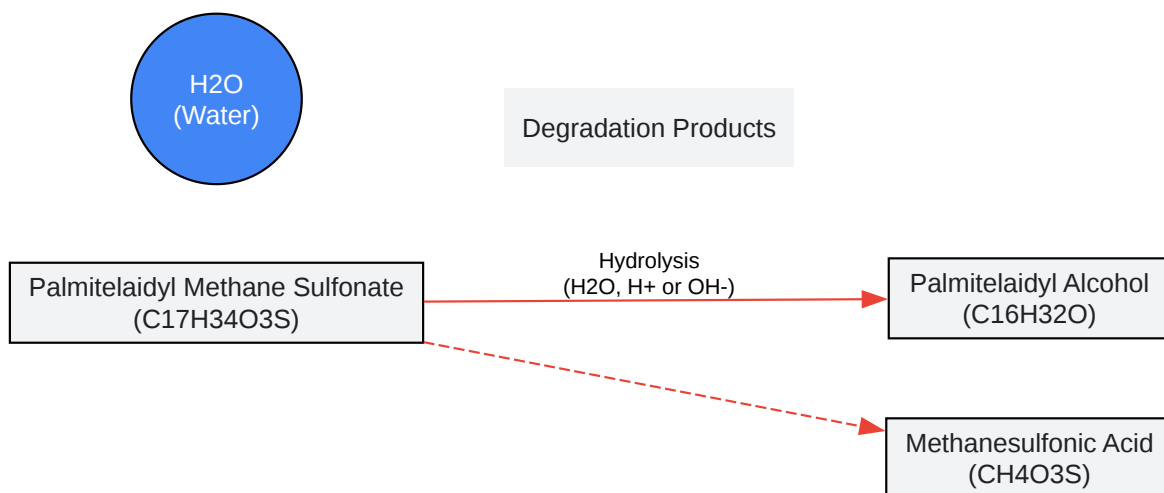 H2O
(Water)
Degradation Products
Hydrolysis
(H2O, H+ or OH-)
Palmitelaidyl Methane Sulfonate
(C17H34O3S)
Palmitelaidyl Alcohol
(C16H32O)
Methanesulfonic Acid
(CH4O3S)